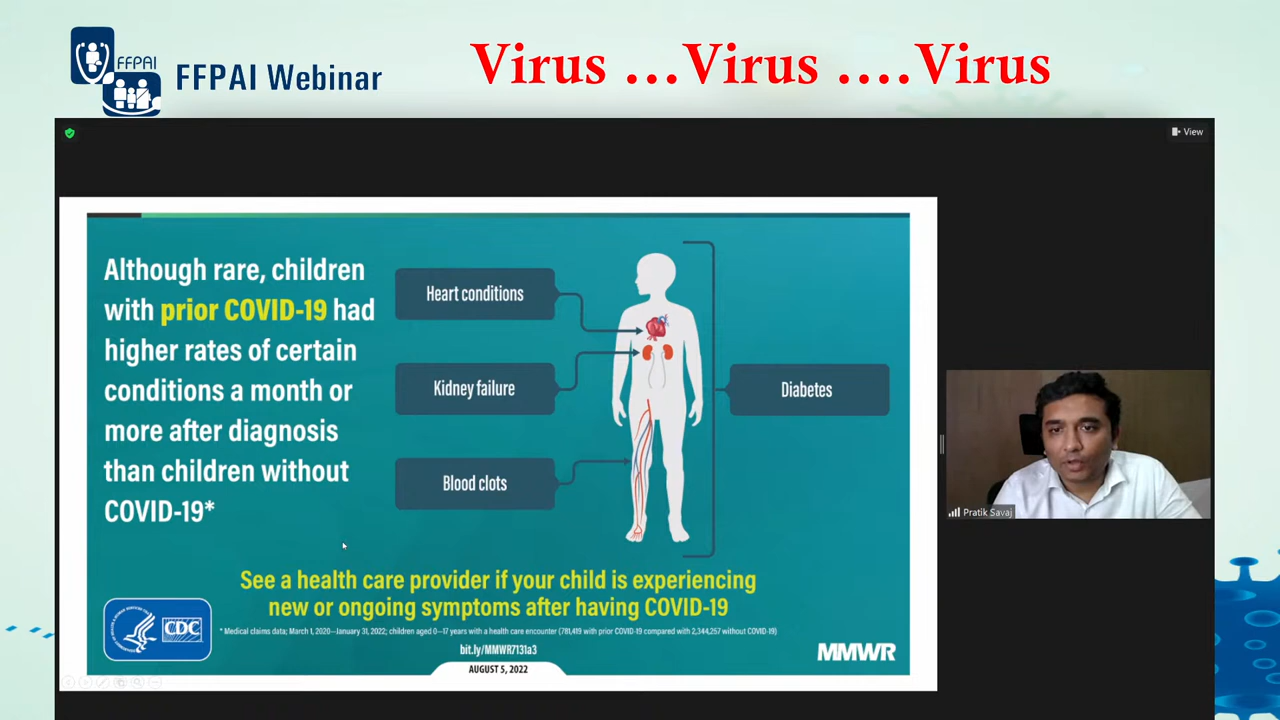 FFPAI
FFPAI Webinar
Virus ...Virus ....Virus
View
Although rare, children
with prior COVID-19 had
higher rates of certain
conditions a month or
more after diagnosis
than children without
COVID-19*
Heart conditions
Kidney failure
Blood clots
Diabetes
See a health care provider if your child is experiencing
new or ongoing symptoms after having COVID-19
* Medical claims data; March 1, 2020–January 31, 2022; children aged 0–17 years with a health care encounter (781,419 with prior COVID-19 compared with 2,344,257 without COVID-19)
bit.ly/MMWR7131a3
AUGUST 5, 2022
CDC
MMWR
Pratik Savaj